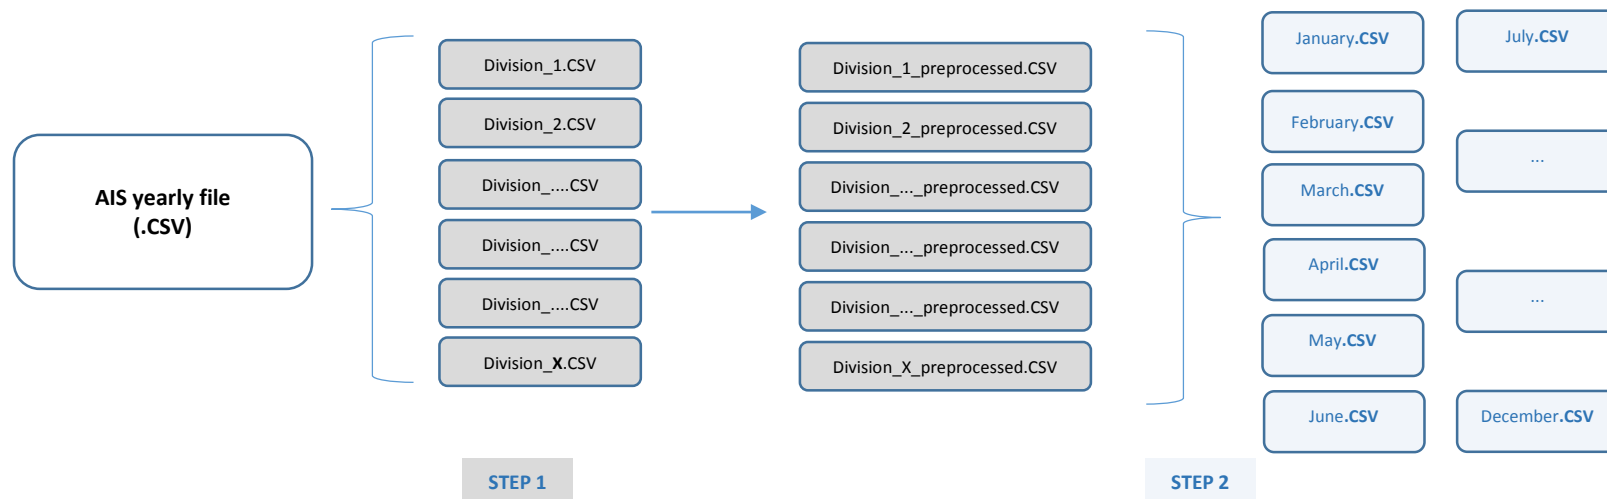 AIS yearly file
(.CSV)
Division_1.CSV
Division_2.CSV
Division_....CSV
Division_....CSV
Division_....CSV
Division_X.CSV
Division_1_preprocessed.CSV
Division_2_preprocessed.CSV
Division_..._preprocessed.CSV
Division_..._preprocessed.CSV
Division_..._preprocessed.CSV
Division_X_preprocessed.CSV
January.CSV
February.CSV
March.CSV
April.CSV
May.CSV
June.CSV
July.CSV
...
...
December.CSV
STEP 1
STEP 2